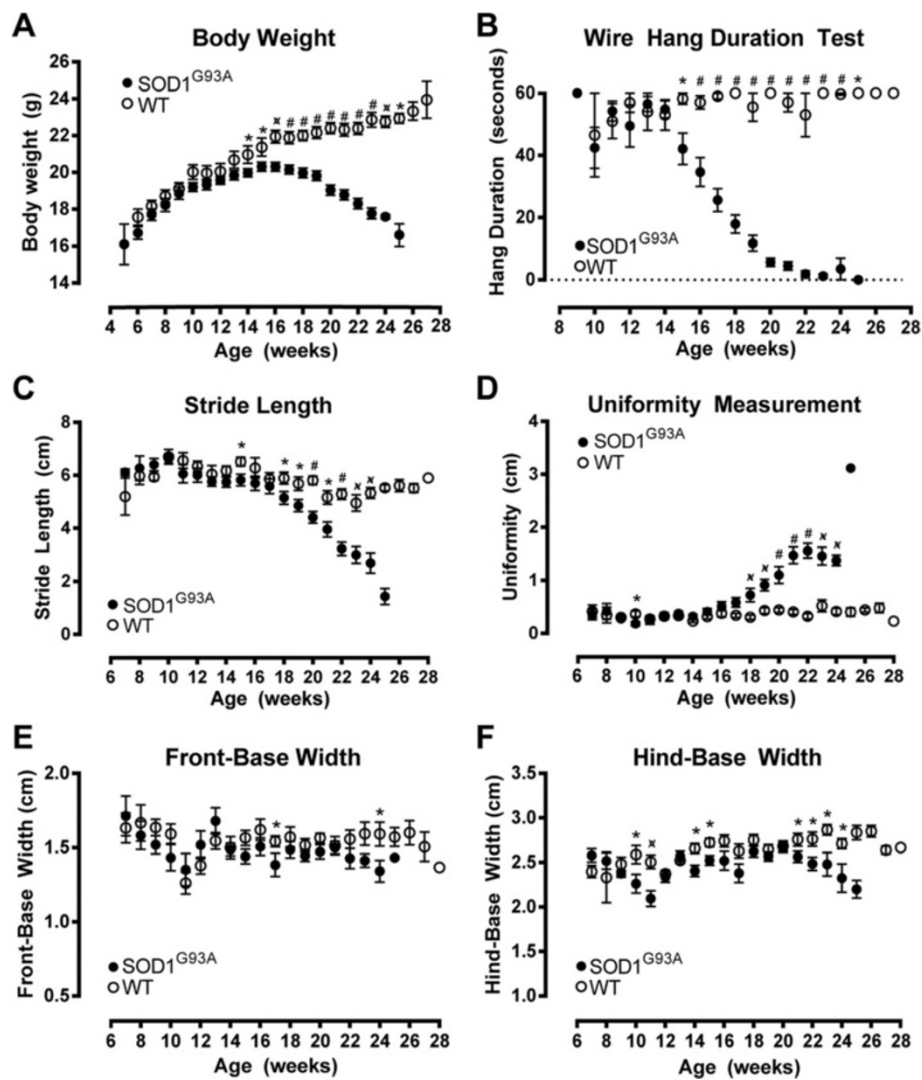 A
Body Weight
SOD1G93A
WT
* * ¤ # # # # # # # ¤ *
Body weight (g)
24
22
20
18
16
14
4 6 8 10 12 14 16 18 20 22 24 26 28
Age (weeks)
B
Wire Hang Duration Test
* # # # # # # # # # *
Hang Duration (seconds)
60
40
20
0
SOD1G93A
WT
10 12 14 16 18 20 22 24 26 28
Age (weeks)
C
Stride Length
* * * # * # ¤ ¤
Stride Length (cm)
8
6
4
2
0
SOD1G93A
WT
6 8 10 12 14 16 18 20 22 24 26 28
Age (weeks)
D
Uniformity Measurement
SOD1G93A
WT
* ¤ ¤ # # # ¤ ¤
Uniformity (cm)
4
3
2
1
0
6 8 10 12 14 16 18 20 22 24 26 28
Age (weeks)
E
Front-Base Width
* *
Front-Base Width (cm)
2.0
1.5
1.0
0.5
SOD1G93A
WT
6 8 10 12 14 16 18 20 22 24 26 28
Age (weeks)
F
Hind-Base Width
* ¤ * * * * * *
Hind-Base Width (cm)
3.5
3.0
2.5
2.0
1.5
1.0
SOD1G93A
WT
6 8 10 12 14 16 18 20 22 24 26 28
Age (weeks)